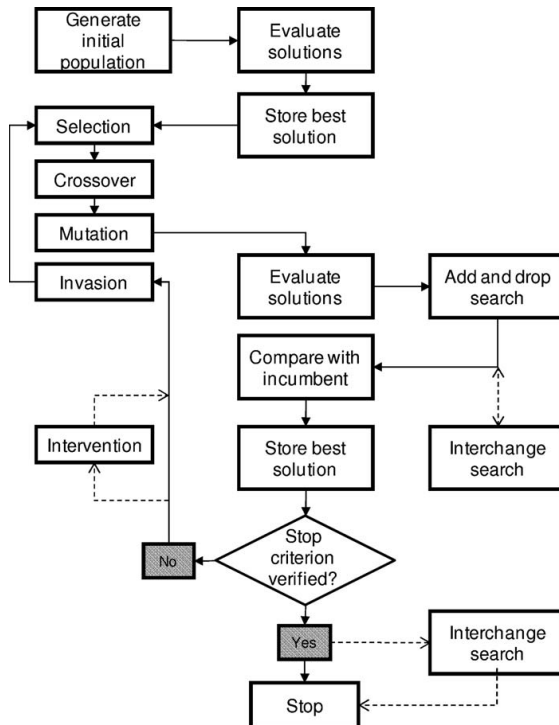 Generate
initial
population
Evaluate
solutions
Store best
solution
Selection
Crossover
Mutation
Invasion
Evaluate
solutions
Add and drop
search
Compare with
incumbent
Intervention
Store best
solution
Interchange
search
Stop
criterion
verified?
No
Yes
Interchange
search
Stop